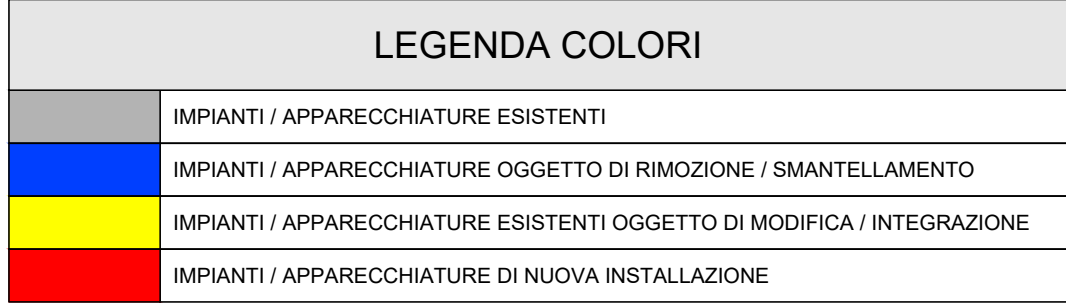 LEGENDA COLORI
IMPIANTI / APPARECCHIATURE ESISTENTI
IMPIANTI / APPARECCHIATURE OGGETTO DI RIMOZIONE / SMANTELLAMENTO
IMPIANTI / APPARECCHIATURE ESISTENTI OGGETTO DI MODIFICA / INTEGRAZIONE
IMPIANTI / APPARECCHIATURE DI NUOVA INSTALLAZIONE